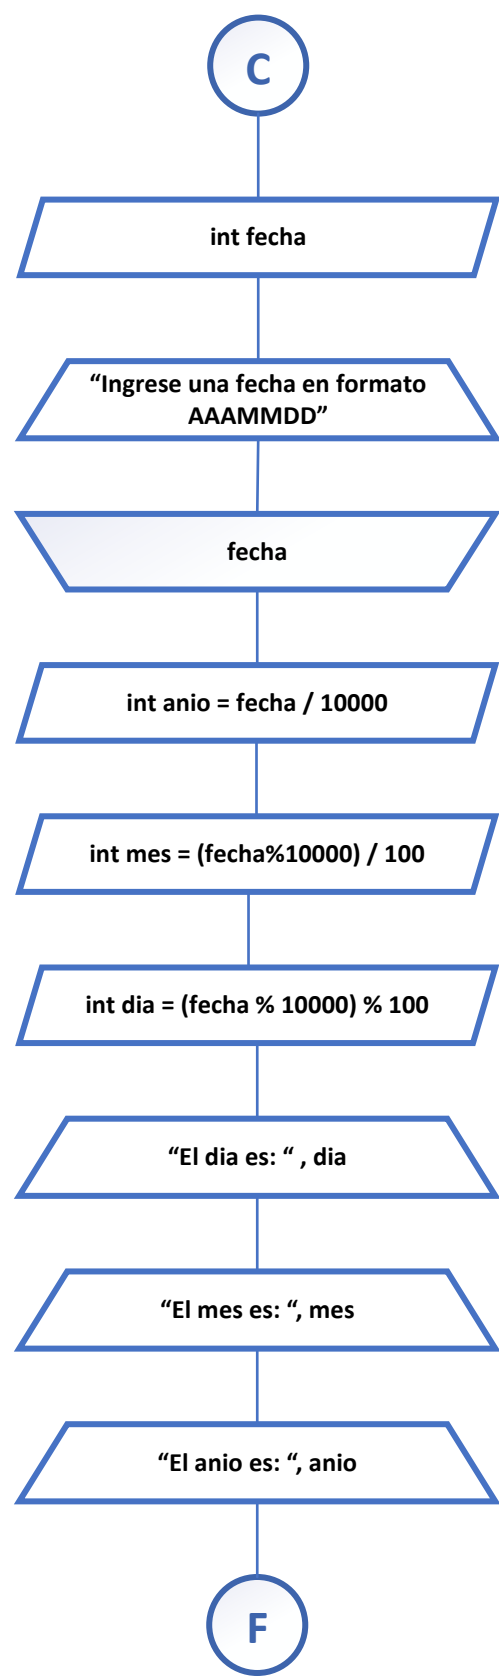 C
int fecha
“Ingrese una fecha en formato
AAAMMDD”
fecha
int anio = fecha / 10000
int mes = (fecha%10000) / 100
int dia = (fecha % 10000) % 100
“El dia es: “ , dia
“El mes es: “, mes
“El anio es: “, anio
F